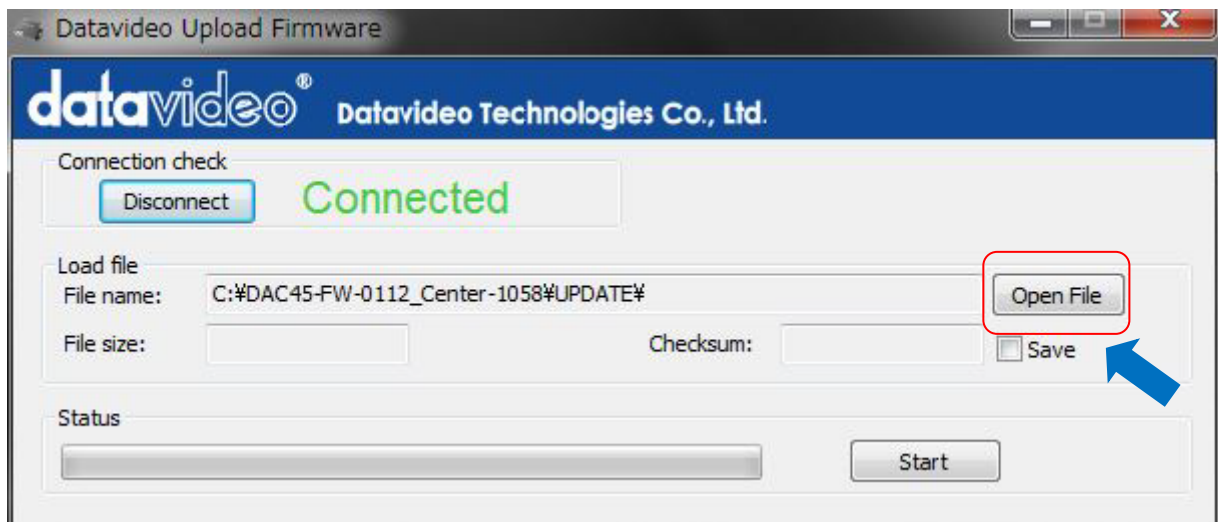 Datavideo Upload Firmware
datavideo® Datavideo Technologies Co., Ltd.
Connection check
Disconnect Connected
Load file
File name: C:¥DAC45-FW-0112_Center-1058¥UPDATE¥ Open File
File size: Checksum: Save
Status
Start